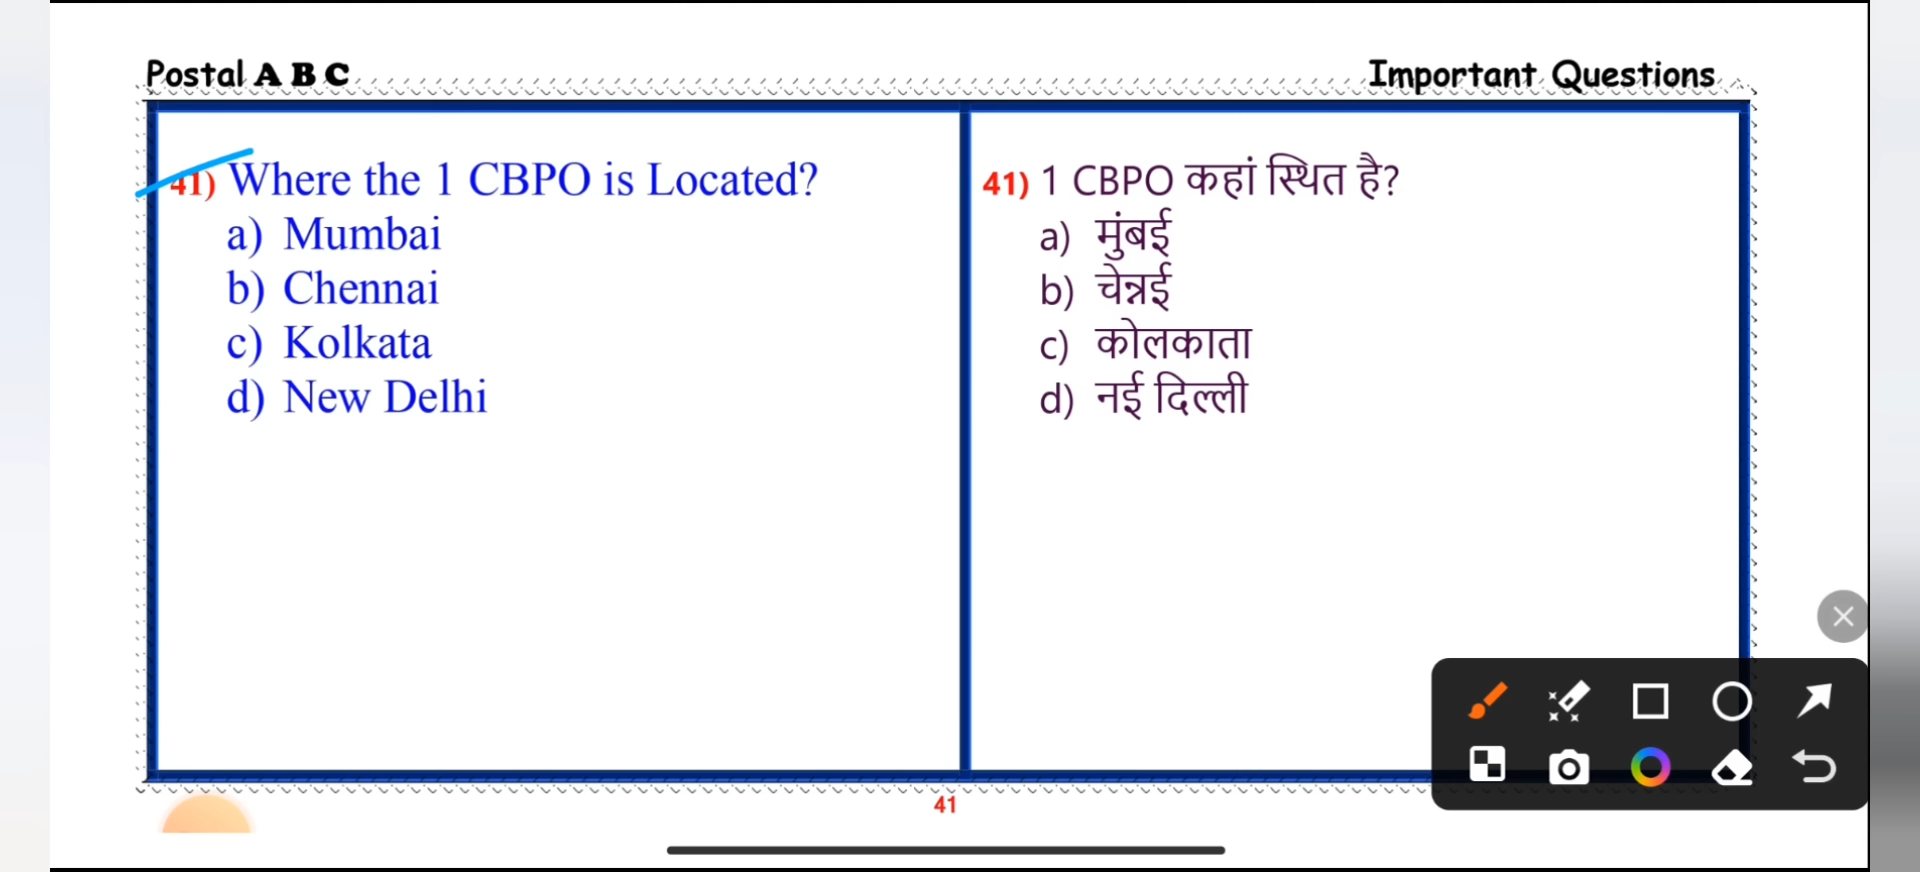 Postal A B C
Important Questions
41) Where the 1 CBPO is Located?
a) Mumbai
b) Chennai
c) Kolkata
d) New Delhi
41) 1 CBPO कहां स्थित है?
a) मुंबई
b) चेन्नई
c) कोलकाता
d) नई दिल्ली
41